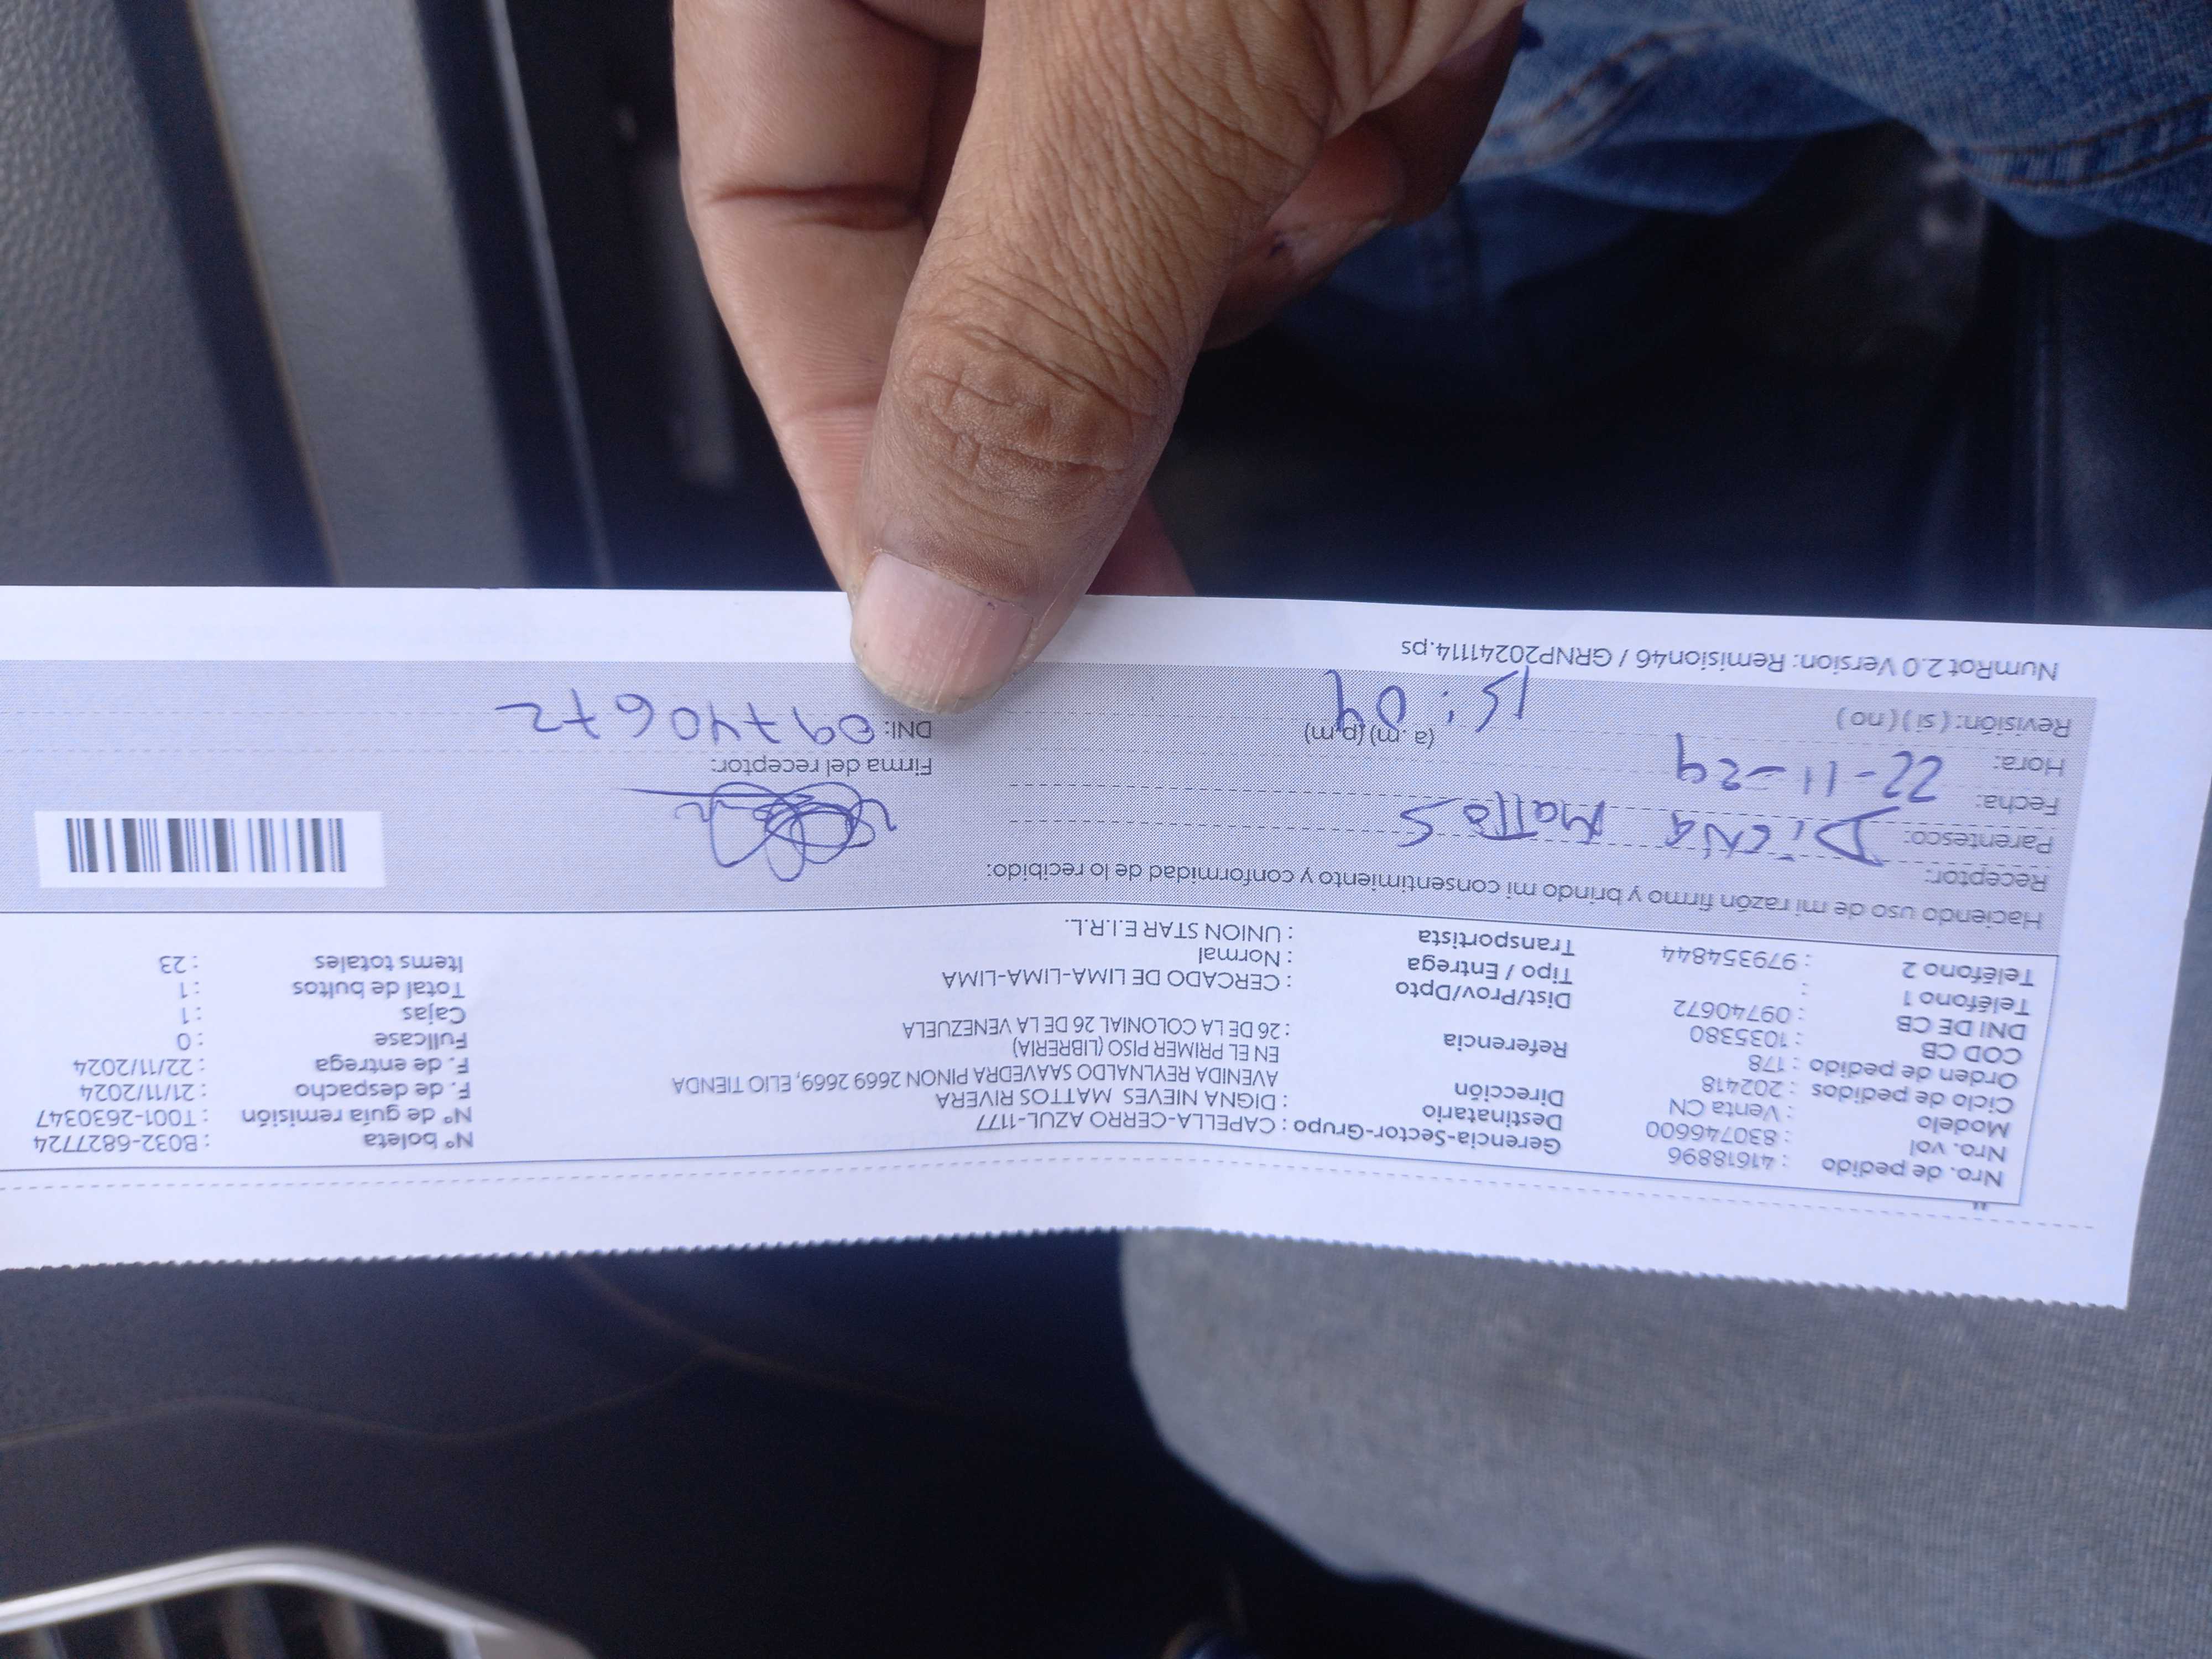 Nro. de pedido : 41618896
Nro. vol : 830746600
Modelo : Venta CN
Ciclo de pedidos : 202418
Orden de pedido : 178
COD CB : 1035380
DNI DE CB : 09740672
Teléfono 1 :
Teléfono 2 : 979354844
Gerencia-Sector-Grupo : CAPELLA-CERRO AZUL-1177
Destinatario : DIGNA NIEVES MATTOS RIVERA
Dirección AVENIDA REYLNALDO SAAVEDRA PINON 2669 2669, ELIO TIENDA
EN EL PRIMER PISO (LIBRERIA)
Referencia : 26 DE LA COLONIAL 26 DE LA VENEZUELA
Dist/Prov/Dpto : CERCADO DE LIMA-LIMA-LIMA
Tipo / Entrega : Normal
Transportista : UNION STAR E.I.R.L.
N° boleta : B032-6827724
N° de guía remisión : T001-2630347
F. de despacho : 21/11/2024
F. de entrega : 22/11/2024
Fullcase : 0
Cajas : 1
Total de bultos : 1
Items totales : 23
Haciendo uso de mi razón firmo y brindo mi consentimiento y conformidad de lo recibido:
Receptor:
Parentesco: Digna Mattos
Fecha: 22-11-24
Hora: (a.m) (p.m)
Revisión: ( si ) ( no ) 15:09
Firma del receptor:
DNI: 09740672
NumRot 2.0 Version: Remision46 / GRNP20241114.ps